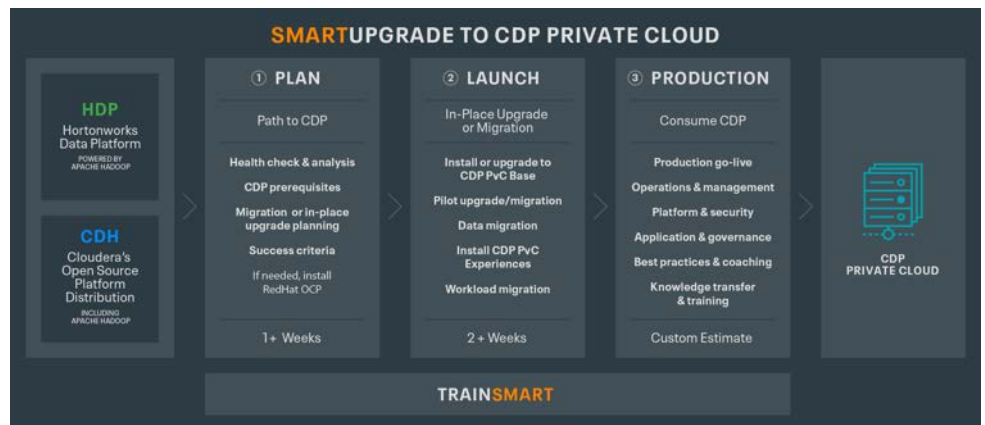 SMARTUPGRADE TO CDP PRIVATE CLOUD
HDP
Hortonworks
Data Platform
POWERED BY
APACHE HADOOP
CDH
Cloudera's
Open Source
Platform
Distribution
INCLUDING
APACHE HADOOP
① PLAN
Path to CDP
Health check & analysis
CDP prerequisites
Migration or in-place
upgrade planning
Success criteria
If needed, install
RedHat OCP
1+ Weeks
② LAUNCH
In-Place Upgrade
or Migration
Install or upgrade to
CDP PvC Base
Pilot upgrade/migration
Data migration
Install CDP PvC
Experiences
Workload migration
2+ Weeks
③ PRODUCTION
Consume CDP
Production go-live
Operations & management
Platform & security
Application & governance
Best practices & coaching
Knowledge transfer
& training
Custom Estimate
CDP
PRIVATE CLOUD
TRAINSMART